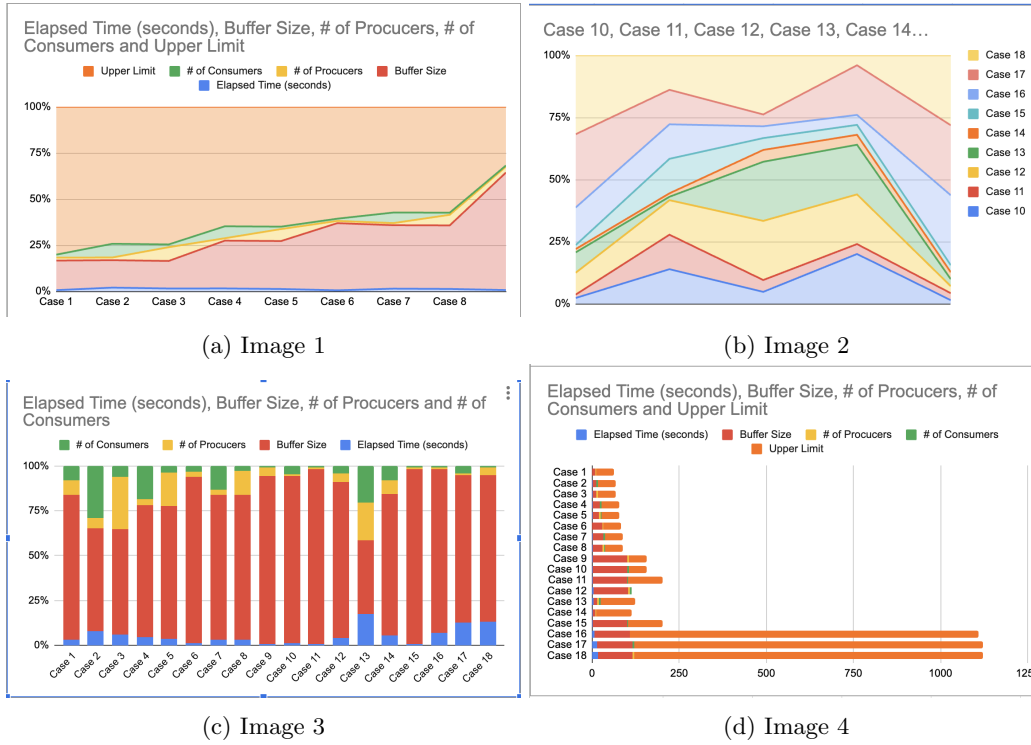 Elapsed Time (seconds), Buffer Size, # of Procucers, # of
Consumers and Upper Limit
Upper Limit # of Consumers # of Procucers Buffer Size
Elapsed Time (seconds)
100%
75%
50%
25%
0%
Case 1 Case 2 Case 3 Case 4 Case 5 Case 6 Case 7 Case 8
(a) Image 1
Case 10, Case 11, Case 12, Case 13, Case 14...
100%
75%
50%
25%
0%
Case 18
Case 17
Case 16
Case 15
Case 14
Case 13
Case 12
Case 11
Case 10
(b) Image 2
Elapsed Time (seconds), Buffer Size, # of Procucers and # of
Consumers
# of Consumers # of Procucers Buffer Size Elapsed Time (seconds)
100%
75%
50%
25%
0%
Case 1 Case 2 Case 3 Case 4 Case 5 Case 6 Case 7 Case 8 Case 9 Case 10 Case 11 Case 12 Case 13 Case 14 Case 15 Case 16 Case 17 Case 18
(c) Image 3
Elapsed Time (seconds), Buffer Size, # of Procucers, # of
Consumers and Upper Limit
Elapsed Time (seconds) Buffer Size # of Procucers # of Consumers
Upper Limit
Case 1
Case 2
Case 3
Case 4
Case 5
Case 6
Case 7
Case 8
Case 9
Case 10
Case 11
Case 12
Case 13
Case 14
Case 15
Case 16
Case 17
Case 18
0 250 500 750 1000 125
(d) Image 4